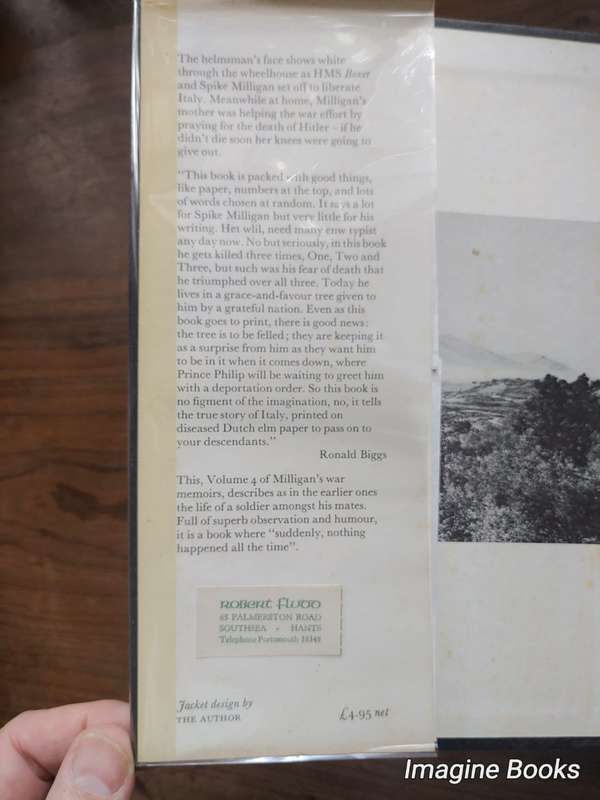 The helmsman's face shows white
through the wheelhouse as HMS Boxer
and Spike Milligan set off to liberate
Italy. Meanwhile at home, Milligan's
mother was helping the war effort by
praying for the death of Hitler – if he
didn't die soon her knees were going to
give out.
"This book is packed with good things,
like paper, numbers at the top, and lots
of words chosen at random. It says a lot
for Spike Milligan but very little for his
writing. Het wlil, need many enw typist
any day now. No but seriously, in this book
he gets killed three times, One, Two and
Three, but such was his fear of death that
he triumphed over all three. Today he
lives in a grace-and-favour tree given to
him by a grateful nation. Even as this
book goes to print, there is good news:
the tree is to be felled; they are keeping it
as a surprise from him as they want him
to be in it when it comes down, where
Prince Philip will be waiting to greet him
with a deportation order. So this book is
no figment of the imagination, no, it tells
the true story of Italy, printed on
diseased Dutch elm paper to pass on to
your descendants."
Ronald Biggs
This, Volume 4 of Milligan's war
memoirs, describes as in the earlier ones
the life of a soldier amongst his mates.
Full of superb observation and humour,
it is a book where "suddenly, nothing
happened all the time".
ROBERT FLUDD
65 PALMERSTON ROAD
SOUTHSEA - HANTS
Telephone Portsmouth
Jacket design by
THE AUTHOR
£4·95 net
Imagine Books